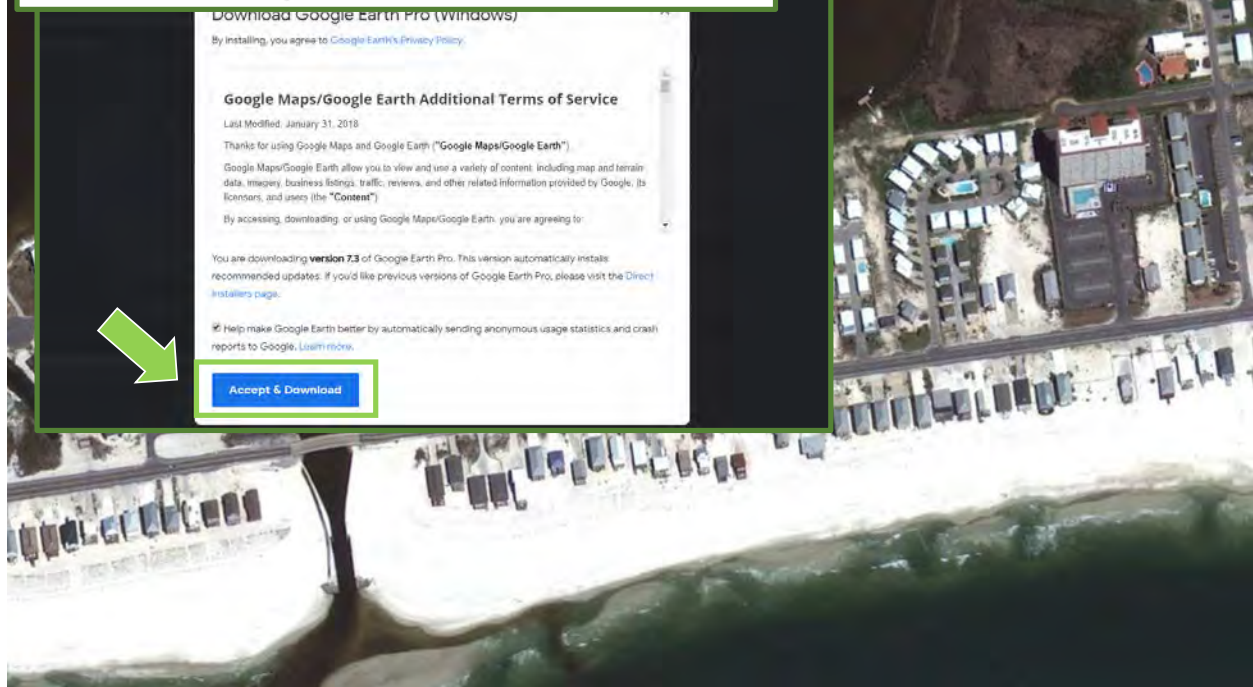 Download Google Earth Pro (Windows)
By installing, you agree to Google Earth's Privacy Policy.
Google Maps/Google Earth Additional Terms of Service
Last Modified: January 31, 2018
Thanks for using Google Maps and Google Earth ("Google Maps/Google Earth")
Google Maps/Google Earth allow you to view and use a variety of content, including map and terrain
data, imagery, business listings, traffic, reviews, and other related information provided by Google, its
licensors, and users (the "Content")
By accessing, downloading, or using Google Maps/Google Earth, you are agreeing to:
You are downloading version 7.3 of Google Earth Pro. This version automatically installs
recommended updates. If you'd like previous versions of Google Earth Pro, please visit the Direct
Installers page.
Help make Google Earth better by automatically sending anonymous usage statistics and crash
reports to Google. Learn more.
Accept & Download